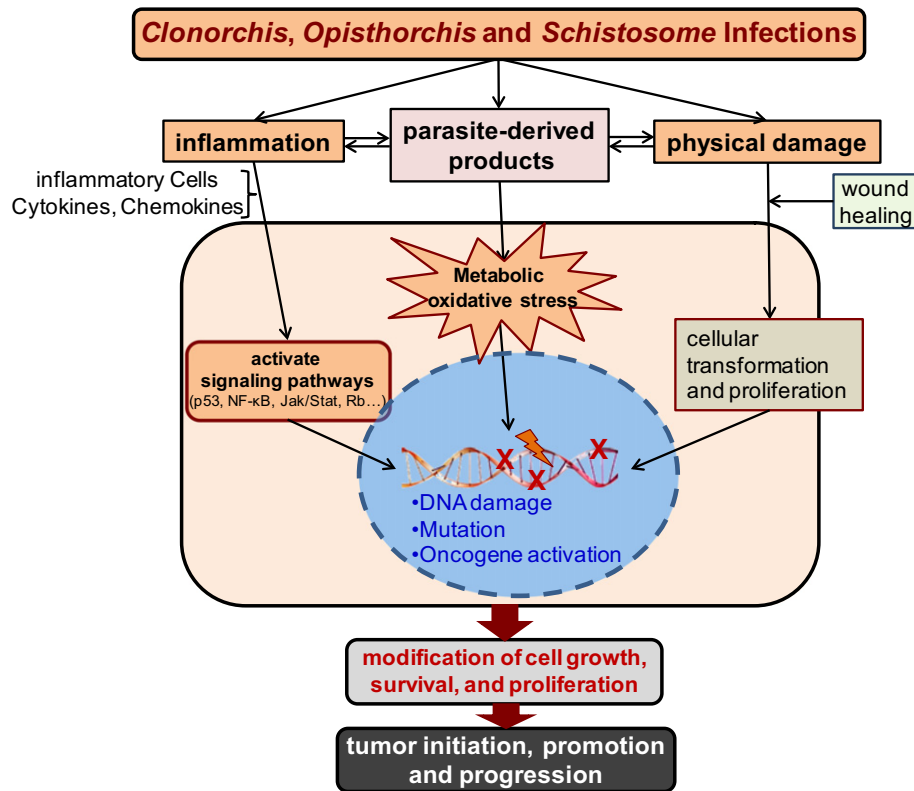 Clonorchis, Opisthorchis and Schistosome Infections
inflammation
parasite-derived
products
physical damage
inflammatory Cells
Cytokines, Chemokines
wound
healing
Metabolic
oxidative stress
activate
signaling pathways
(p53, NF-κB, Jak/Stat, Rb...)
cellular
transformation
and proliferation
X
X
X
•DNA damage
•Mutation
•Oncogene activation
modification of cell growth,
survival, and proliferation
tumor initiation, promotion
and progression